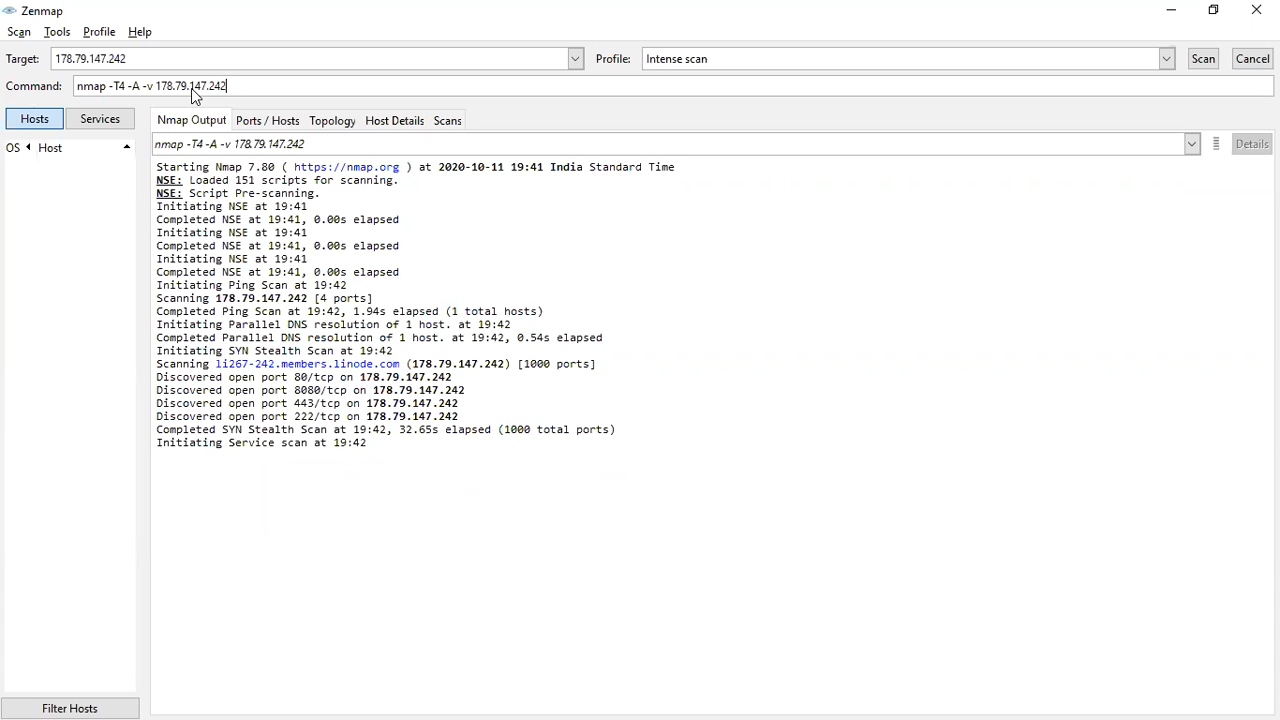 Zenmap
Scan Tools Profile Help
Target: 178.79.147.242 Profile: Intense scan Scan Cancel
Command: nmap -T4 -A -v 178.79.147.242
Hosts Services Nmap Output Ports / Hosts Topology Host Details Scans
OS Host nmap -T4 -A -v 178.79.147.242 Details
Starting Nmap 7.80 ( https://nmap.org ) at 2020-10-11 19:41 India Standard Time
NSE: Loaded 151 scripts for scanning.
NSE: Script Pre-scanning.
Initiating NSE at 19:41
Completed NSE at 19:41, 0.00s elapsed
Initiating NSE at 19:41
Completed NSE at 19:41, 0.00s elapsed
Initiating NSE at 19:41
Completed NSE at 19:41, 0.00s elapsed
Initiating Ping Scan at 19:42
Scanning 178.79.147.242 [4 ports]
Completed Ping Scan at 19:42, 1.94s elapsed (1 total hosts)
Initiating Parallel DNS resolution of 1 host. at 19:42
Completed Parallel DNS resolution of 1 host. at 19:42, 0.54s elapsed
Initiating SYN Stealth Scan at 19:42
Scanning li267-242.members.linode.com (178.79.147.242) [1000 ports]
Discovered open port 80/tcp on 178.79.147.242
Discovered open port 8080/tcp on 178.79.147.242
Discovered open port 443/tcp on 178.79.147.242
Discovered open port 222/tcp on 178.79.147.242
Completed SYN Stealth Scan at 19:42, 32.65s elapsed (1000 total ports)
Initiating Service scan at 19:42
Filter Hosts